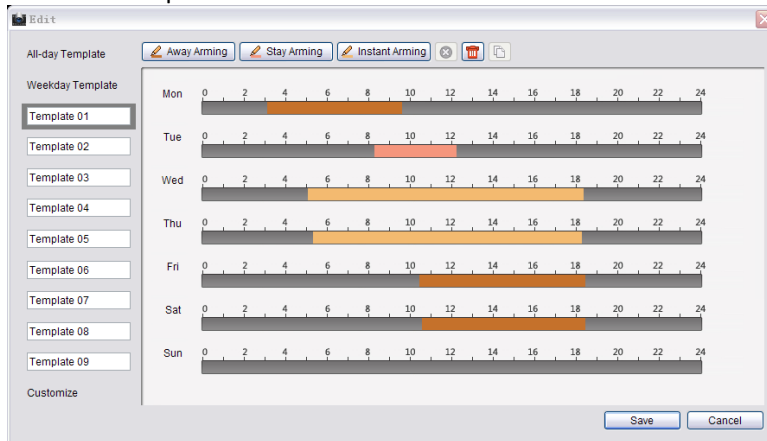 Edit
All-day Template
Away Arming
Stay Arming
Instant Arming
Weekday Template
Template 01
Template 02
Template 03
Template 04
Template 05
Template 06
Template 07
Template 08
Template 09
Customize
Mon 0 2 4 6 8 10 12 14 16 18 20 22 24
Tue 0 2 4 6 8 10 12 14 16 18 20 22 24
Wed 0 2 4 6 8 10 12 14 16 18 20 22 24
Thu 0 2 4 6 8 10 12 14 16 18 20 22 24
Fri 0 2 4 6 8 10 12 14 16 18 20 22 24
Sat 0 2 4 6 8 10 12 14 16 18 20 22 24
Sun 0 2 4 6 8 10 12 14 16 18 20 22 24
Save
Cancel